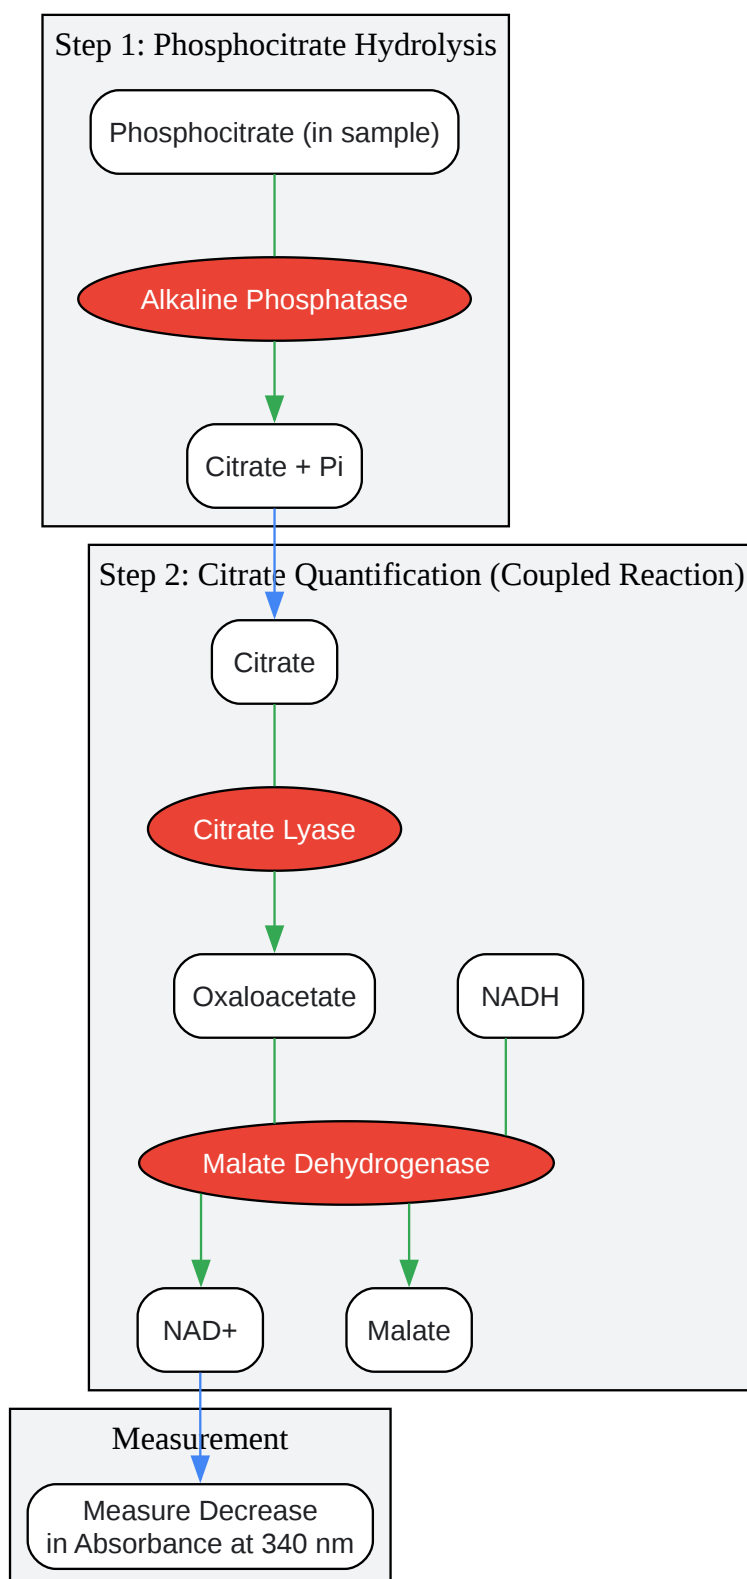 Step 1: Phosphocitrate Hydrolysis
Phosphocitrate (in sample)
Alkaline Phosphatase
Citrate + Pi
Step 2: Citrate Quantification (Coupled Reaction)
Citrate
Citrate Lyase
Oxaloacetate
NADH
Malate Dehydrogenase
NAD+
Malate
Measurement
Measure Decrease
in Absorbance at 340 nm